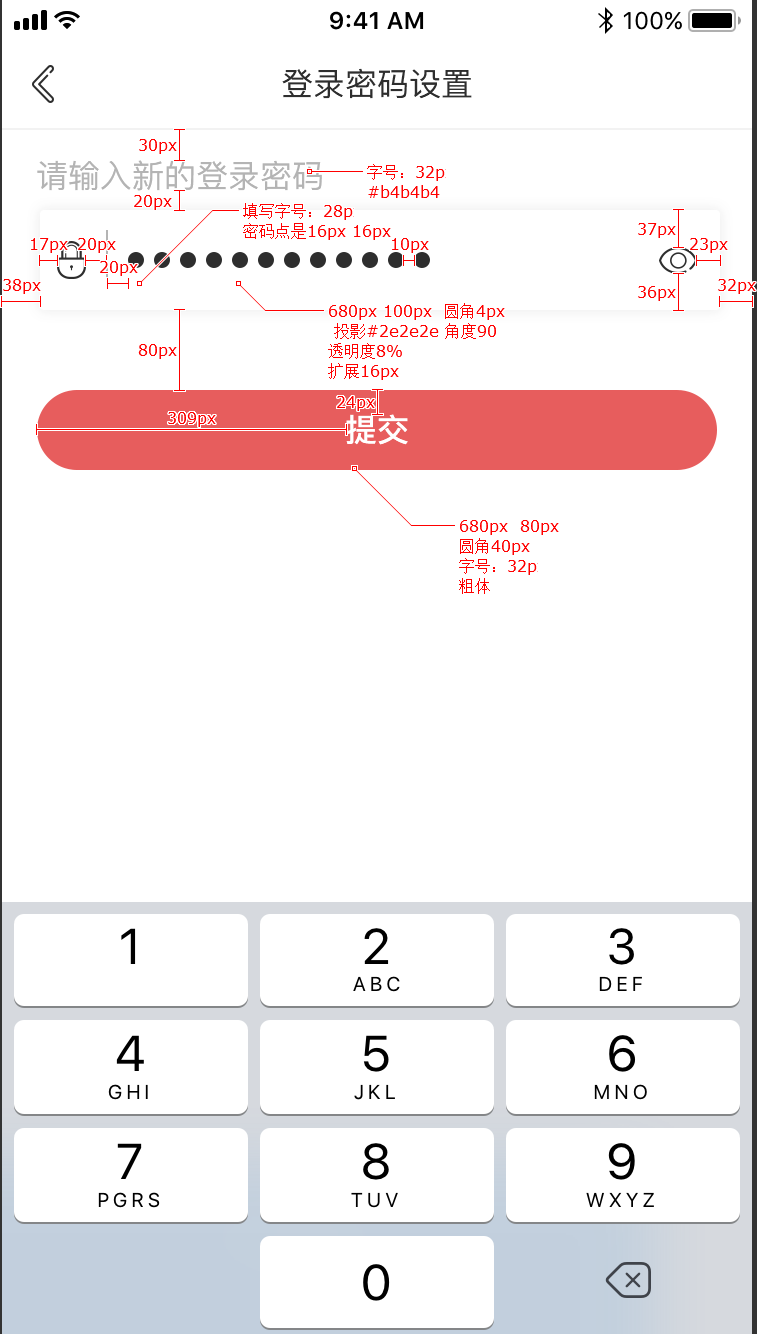 9:41 AM 100%
登录密码设置
30px
请输入新的登录密码
字号：32p
#b4b4b4
20px
填写字号：28p
密码点是16px 16px
37px
17px 20px
10px
23px
20px
38px
36px
32px
680px 100px 圆角4px
投影#2e2e2e 角度90
透明度8%
扩展16px
80px
24px
309px
提交
680px 80px
圆角40px
字号：32p
粗体
1
2
ABC
3
DEF
4
GHI
5
JKL
6
MNO
7
PGRS
8
TUV
9
WXYZ
0